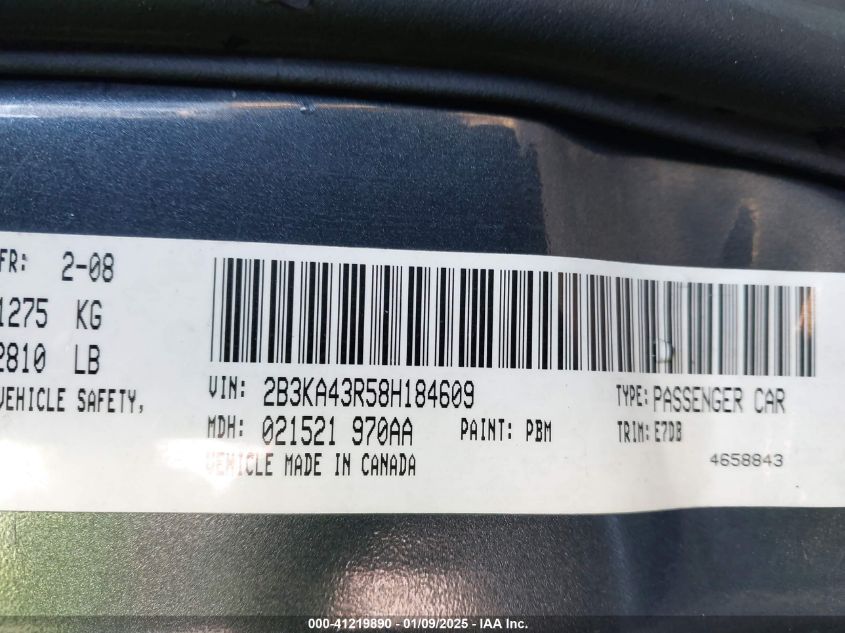 FR: 2-08
1275 KG
2810 LB
VEHICLE SAFETY,
VIN: 2B3KA43R58H184609
TYPE: PASSENGER CAR
MDH: 021521 970AA
PAINT: PBM
TRIM: E7DB
VEHICLE MADE IN CANADA
4658843
000-41219890 - 01/09/2025 - IAA Inc.